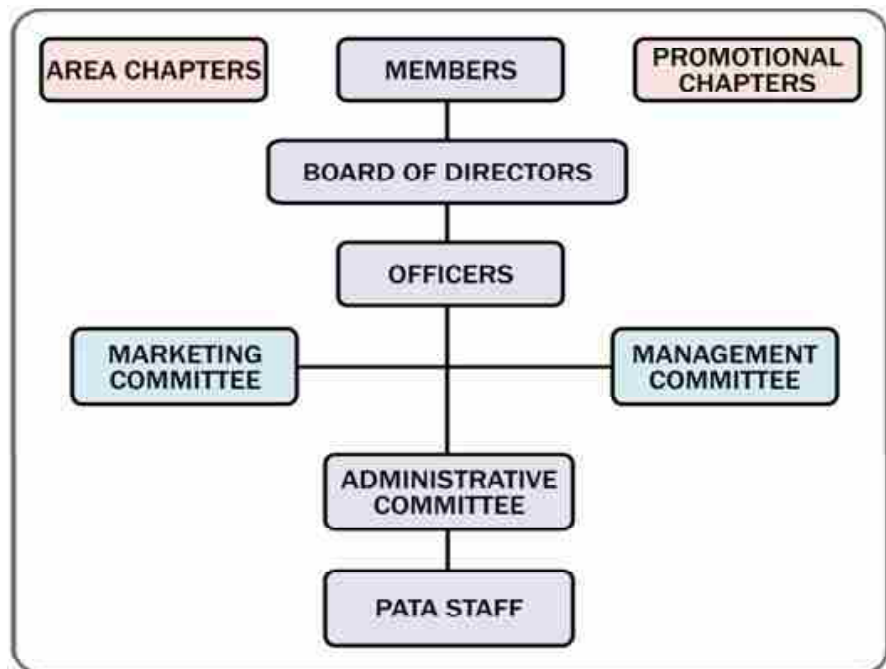 AREA CHAPTERS
MEMBERS
PROMOTIONAL
CHAPTERS
BOARD OF DIRECTORS
OFFICERS
MARKETING
COMMITTEE
MANAGEMENT
COMMITTEE
ADMINISTRATIVE
COMMITTEE
PATA STAFF